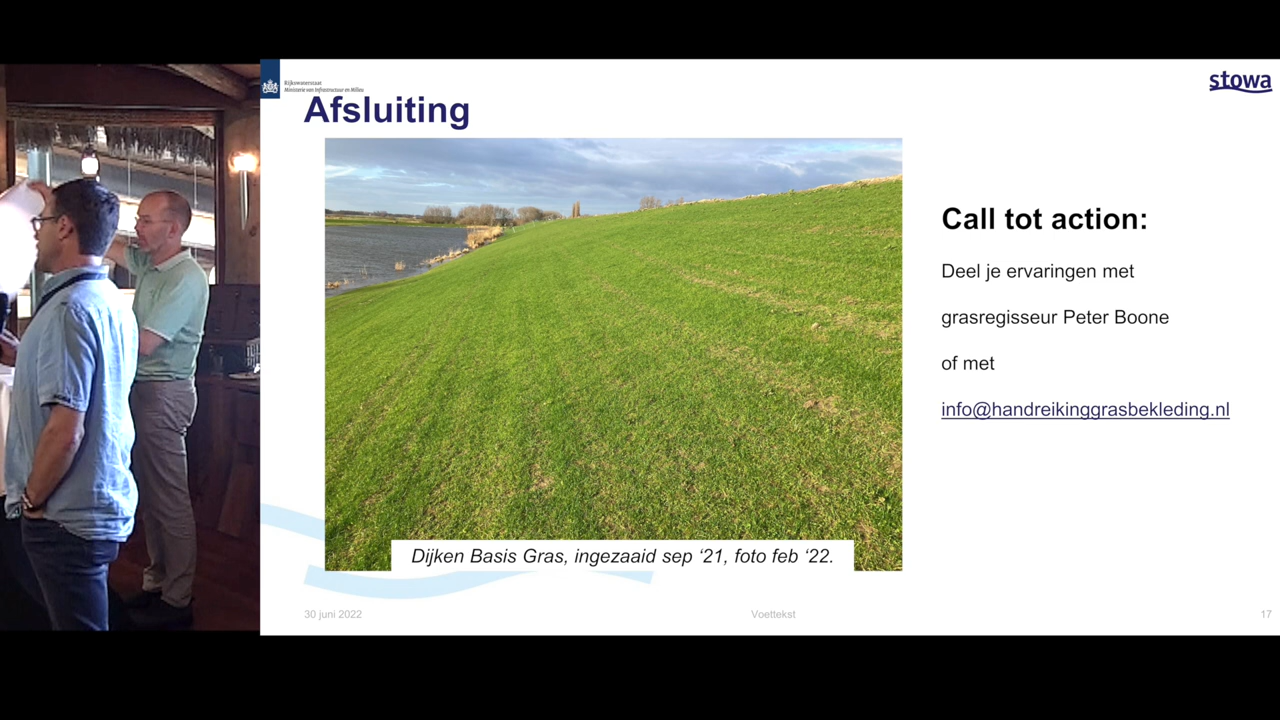 Rijkswaterstaat
Ministerie van Infrastructuur en Milieu
stowa
Afsluiting
Call tot action:
Deel je ervaringen met
grasregisseur Peter Boone
of met
info@handreikinggrasbekleding.nl
Dijken Basis Gras, ingezaaid sep ‘21, foto feb ‘22.
30 juni 2022
Voettekst
17